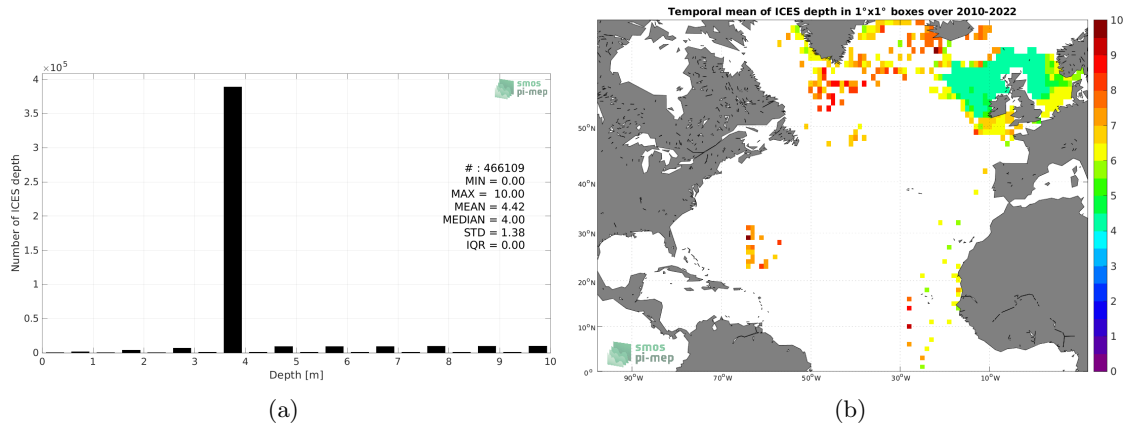 ×10⁵
4
3.5
3
2.5
2
1.5
1
0.5
0
Number of ICES depth
smos
pi-mep
# : 466109
MIN = 0.00
MAX = 10.00
MEAN = 4.42
MEDIAN = 4.00
STD = 1.38
IQR = 0.00
0 1 2 3 4 5 6 7 8 9 10
Depth [m]
(a)
Temporal mean of ICES depth in 1°x1° boxes over 2010-2022
50°N
40°N
30°N
20°N
10°N
0°
90°W 70°W 50°W 30°W 10°W
smos
pi-mep
10
9
8
7
6
5
4
3
2
1
0
(b)